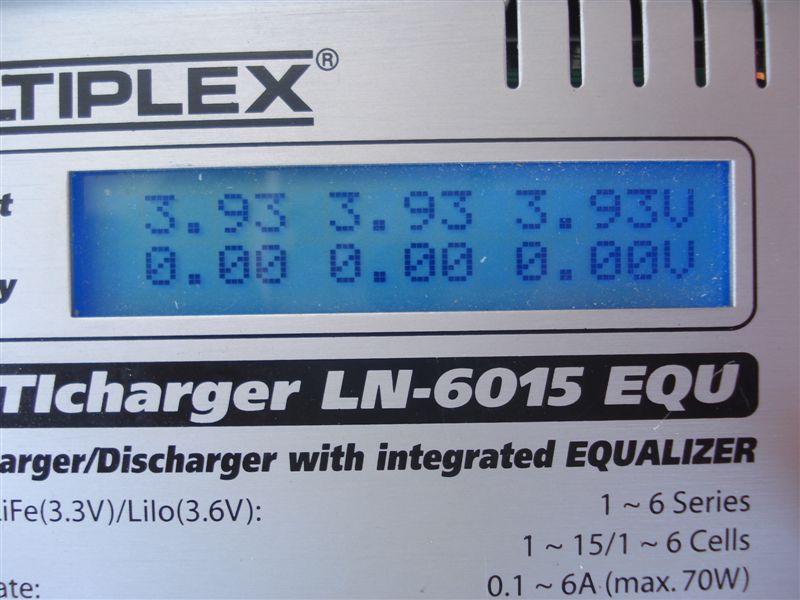 LTIPLEX®
t
3.93 3.93 3.93V
y
0.00 0.00 0.00V
TIcharger LN-6015 EQU
arger/Discharger with integrated EQUALIZER
iFe(3.3V)/LiIo(3.6V): 1 ~ 6 Series
1 ~ 15/1 ~ 6 Cells
ate: 0.1 ~ 6A (max. 70W)